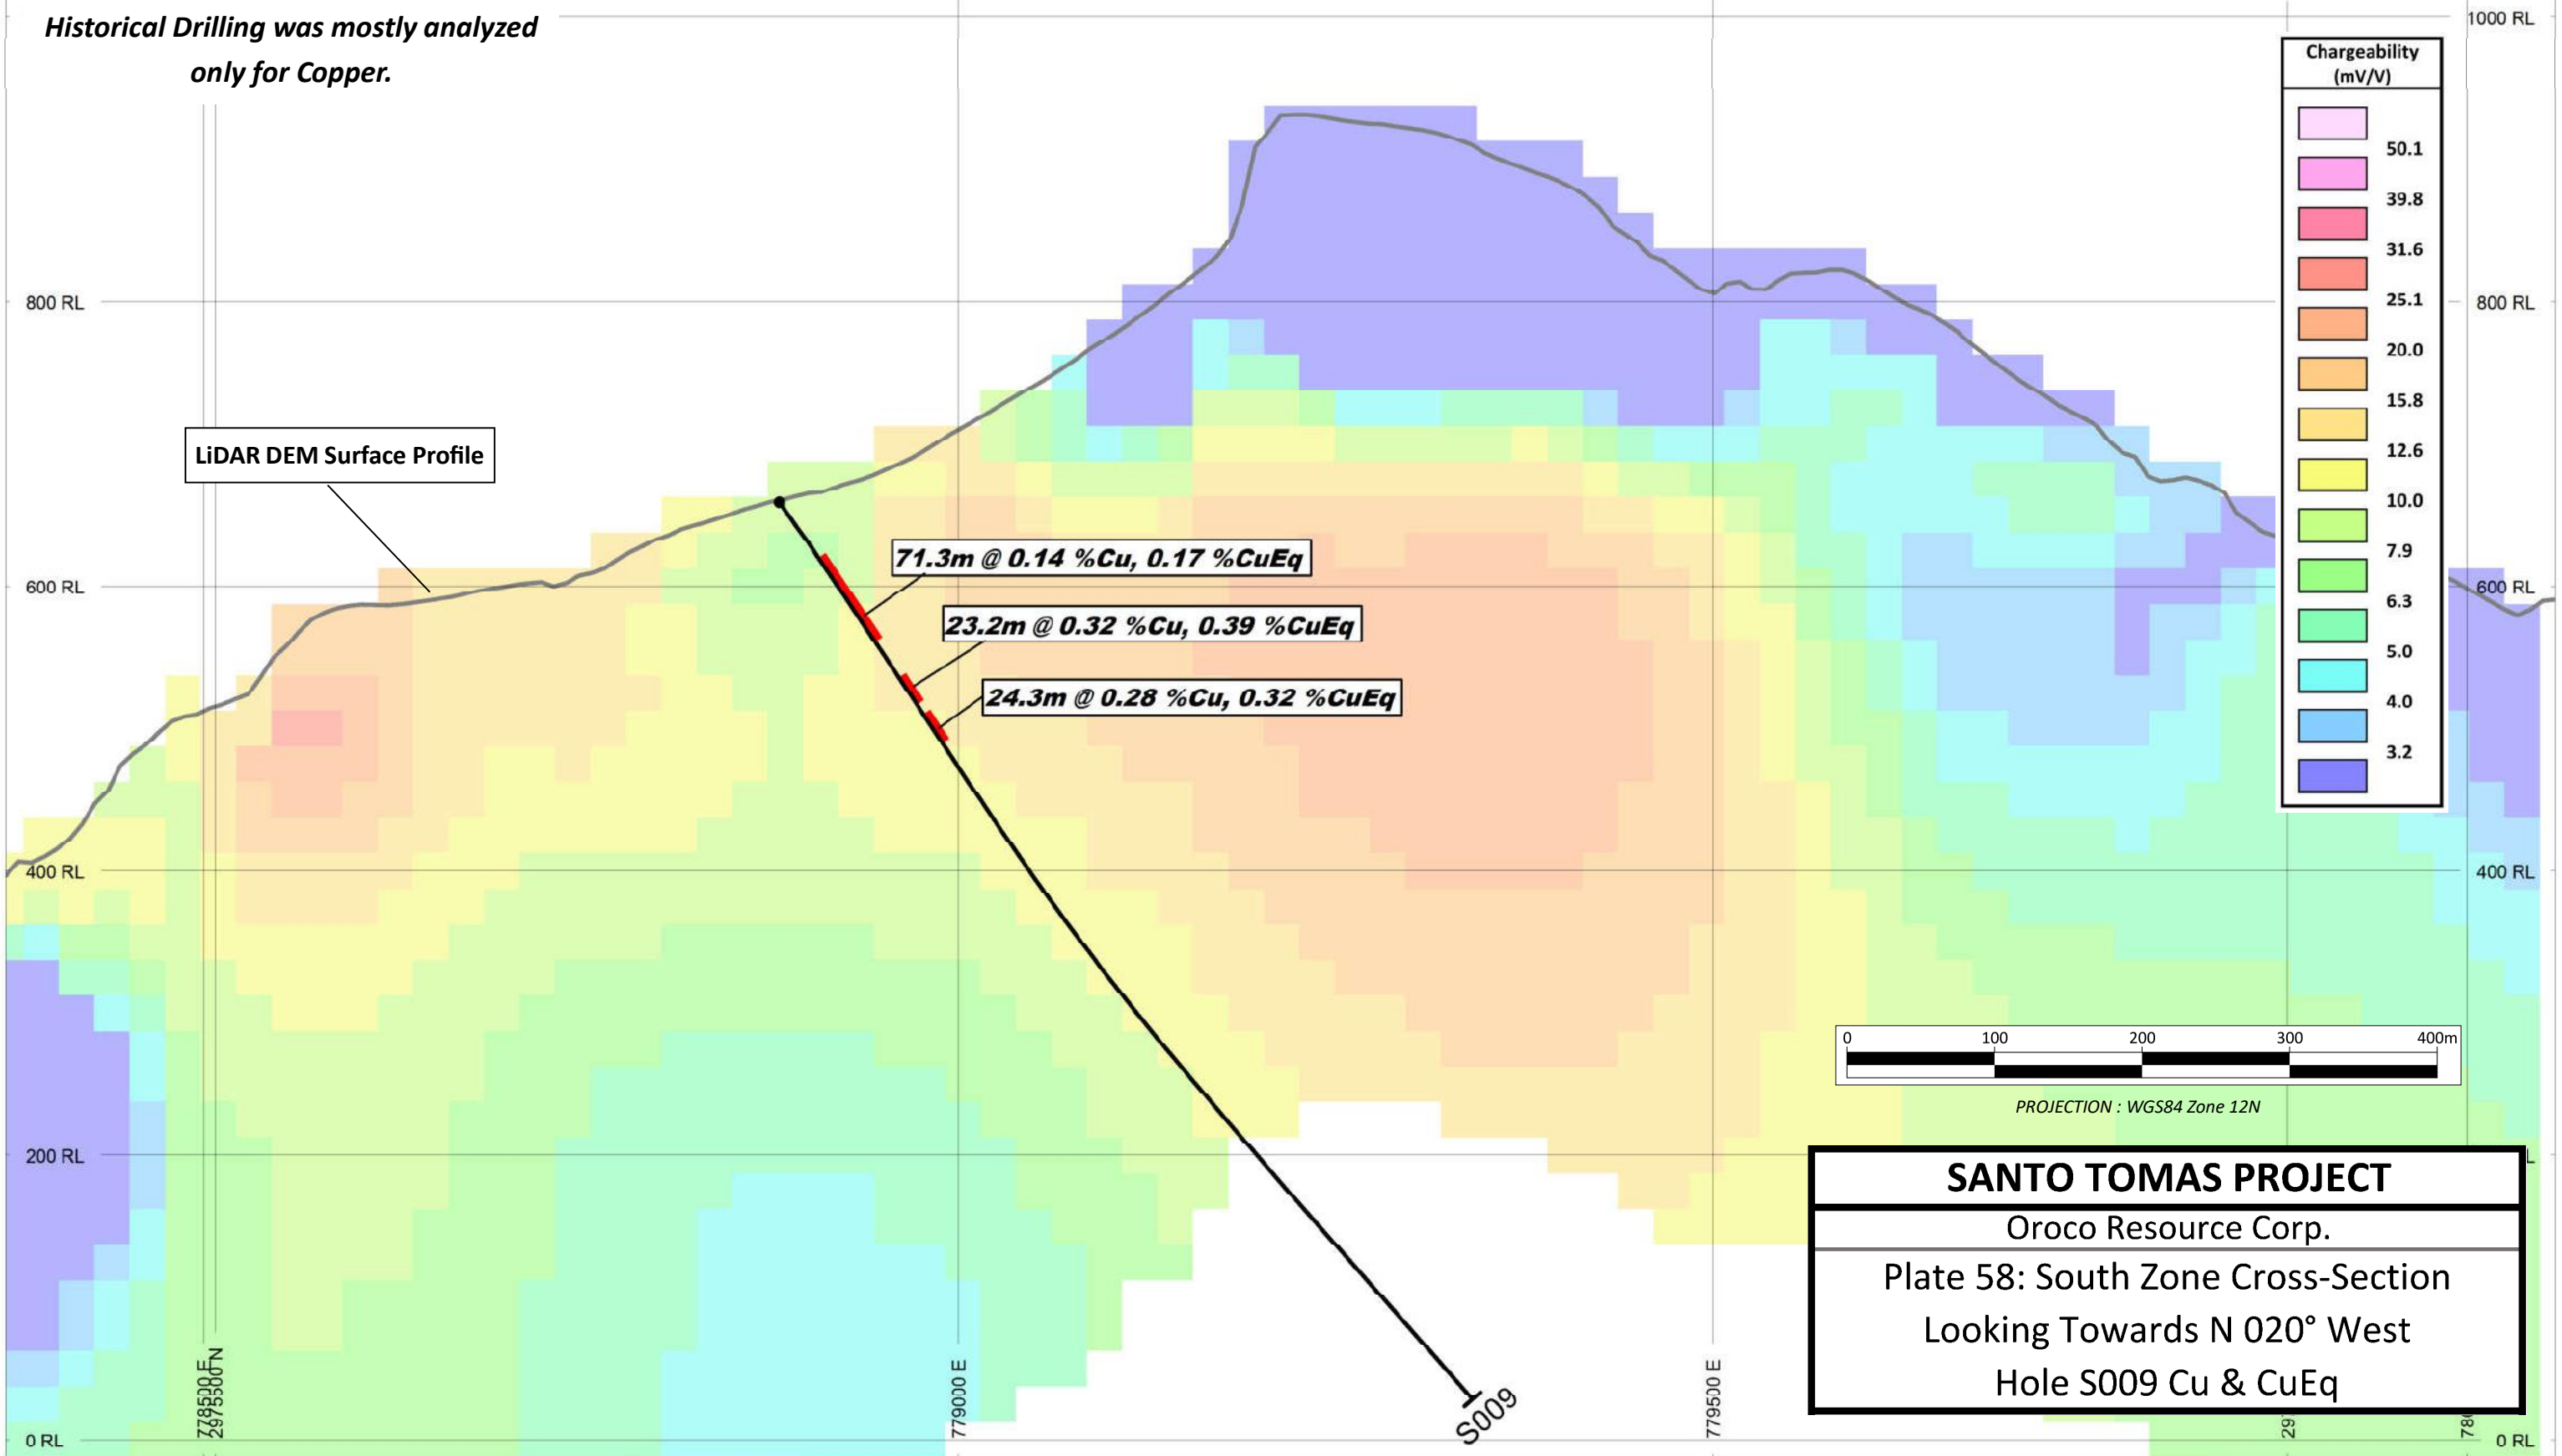 Historical Drilling was mostly analyzed
only for Copper.
1000 RL
Chargeability
(mV/V)
50.1
39.8
31.6
25.1
20.0
15.8
12.6
10.0
7.9
6.3
5.0
4.0
3.2
800 RL
800 RL
LiDAR DEM Surface Profile
71.3m @ 0.14 %Cu, 0.17 %CuEq
600 RL
600 RL
23.2m @ 0.32 %Cu, 0.39 %CuEq
24.3m @ 0.28 %Cu, 0.32 %CuEq
400 RL
400 RL
0 100 200 300 400m
PROJECTION : WGS84 Zone 12N
200 RL
SANTO TOMAS PROJECT
Oroco Resource Corp.
Plate 58: South Zone Cross-Section
Looking Towards N 020° West
Hole S009 Cu & CuEq
778500 E
2975500 N
779000 E
S009
779500 E
0 RL
0 RL